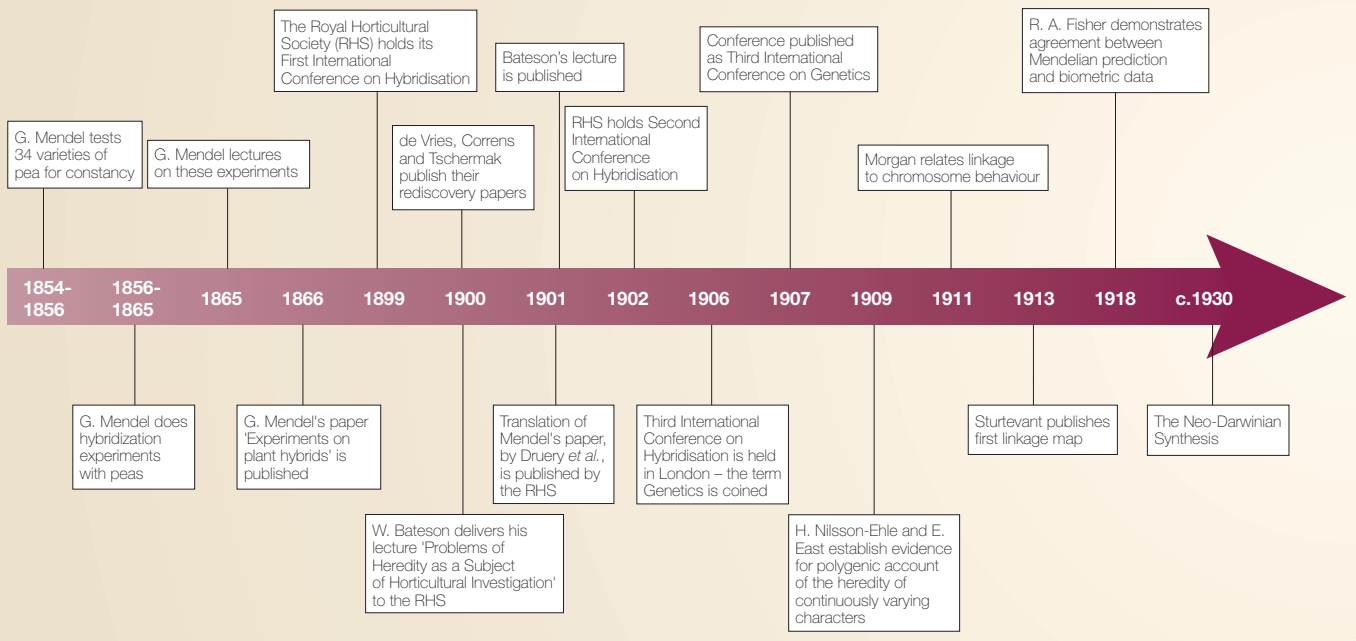 The Royal Horticultural
Society (RHS) holds its
First International
Conference on Hybridisation
Bateson's lecture
is published
Conference published
as Third International
Conference on Genetics
R. A. Fisher demonstrates
agreement between
Mendelian prediction
and biometric data
G. Mendel tests
34 varieties of
pea for constancy
G. Mendel lectures
on these experiments
de Vries, Correns
and Tschermak
publish their
rediscovery papers
RHS holds Second
International
Conference
on Hybridisation
Morgan relates linkage
to chromosome behaviour
1854-
1856
1856-
1865
1865
1866
1899
1900
1901
1902
1906
1907
1909
1911
1913
1918
c.1930
G. Mendel does
hybridization
experiments
with peas
G. Mendel's paper
'Experiments on
plant hybrids' is
published
Translation of
Mendel's paper,
by Druery et al.,
is published by
the RHS
Third International
Conference on
Hybridisation is held
in London – the term
Genetics is coined
Sturtevant publishes
first linkage map
The Neo-Darwinian
Synthesis
W. Bateson delivers his
lecture 'Problems of
Heredity as a Subject
of Horticultural Investigation'
to the RHS
H. Nilsson-Ehle and E.
East establish evidence
for polygenic account
of the heredity of
continuously varying
characters